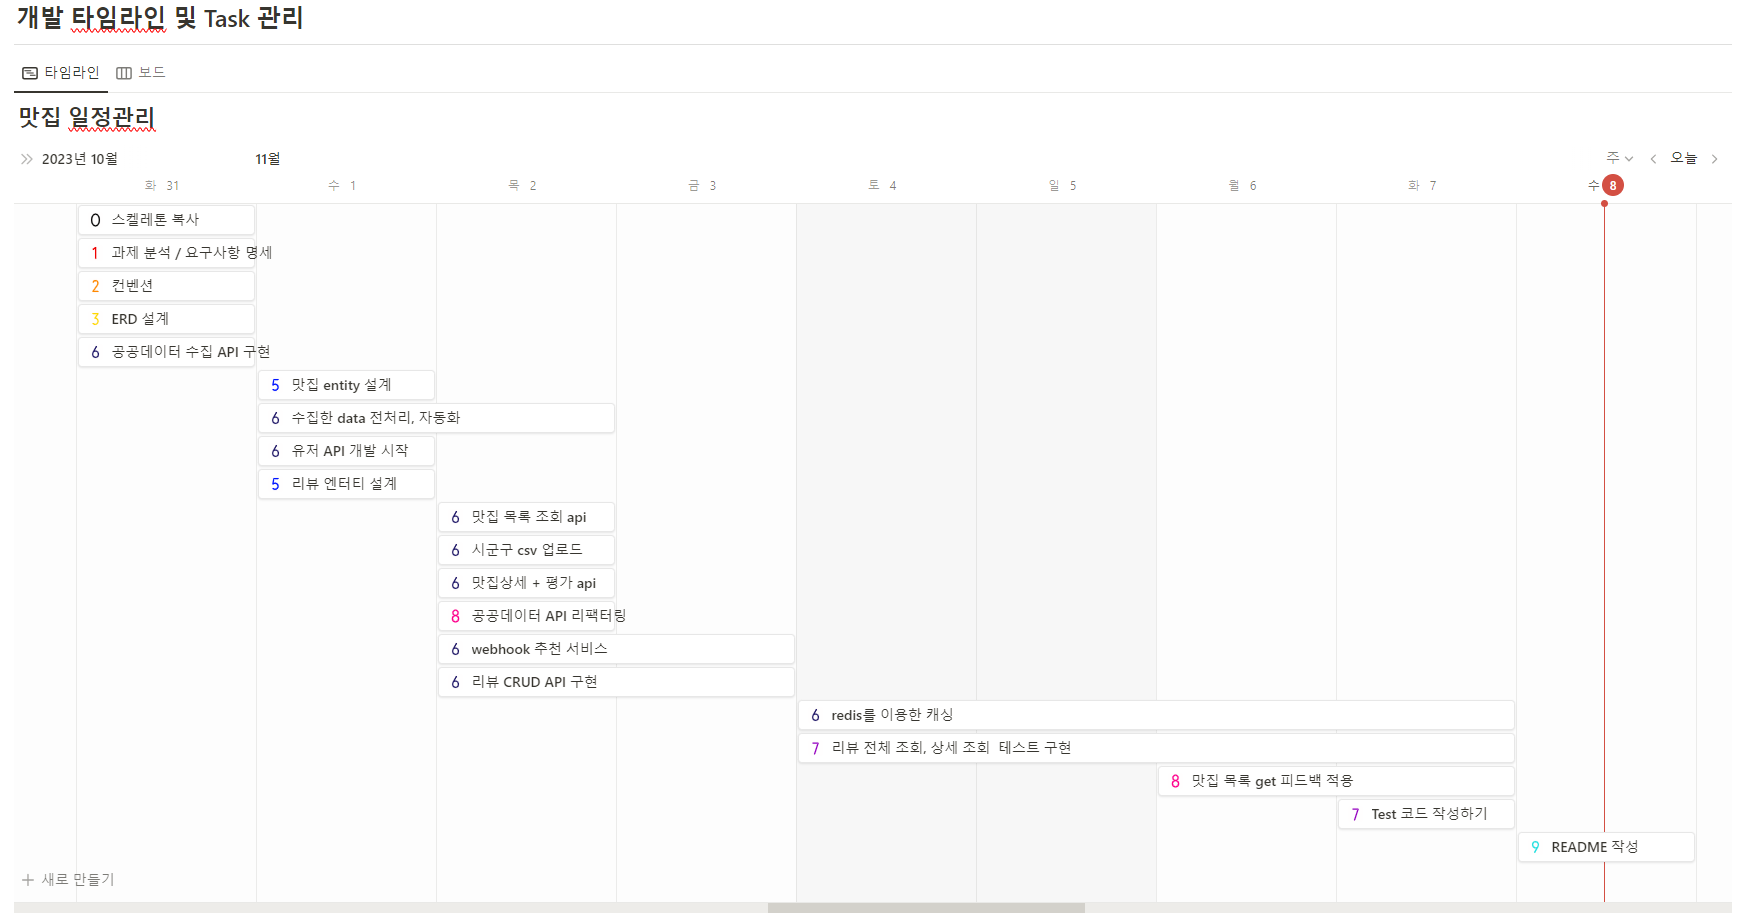 개발 타임라인 및 Task 관리
타임라인 보드
맛집 일정관리
2023년 10월 11월 주 오늘
화 31 수 1 목 2 금 3 토 4 일 5 월 6 화 7 수 8
0 스켈레톤 복사
1 과제 분석 / 요구사항 명세
2 컨벤션
3 ERD 설계
6 공공데이터 수집 API 구현
5 맛집 entity 설계
6 수집한 data 전처리, 자동화
6 유저 API 개발 시작
5 리뷰 엔터티 설계
6 맛집 목록 조회 api
6 시군구 csv 업로드
6 맛집상세 + 평가 api
8 공공데이터 API 리팩터링
6 webhook 추천 서비스
6 리뷰 CRUD API 구현
6 redis를 이용한 캐싱
7 리뷰 전체 조회, 상세 조회 테스트 구현
8 맛집 목록 get 피드백 적용
7 Test 코드 작성하기
9 README 작성
새로 만들기